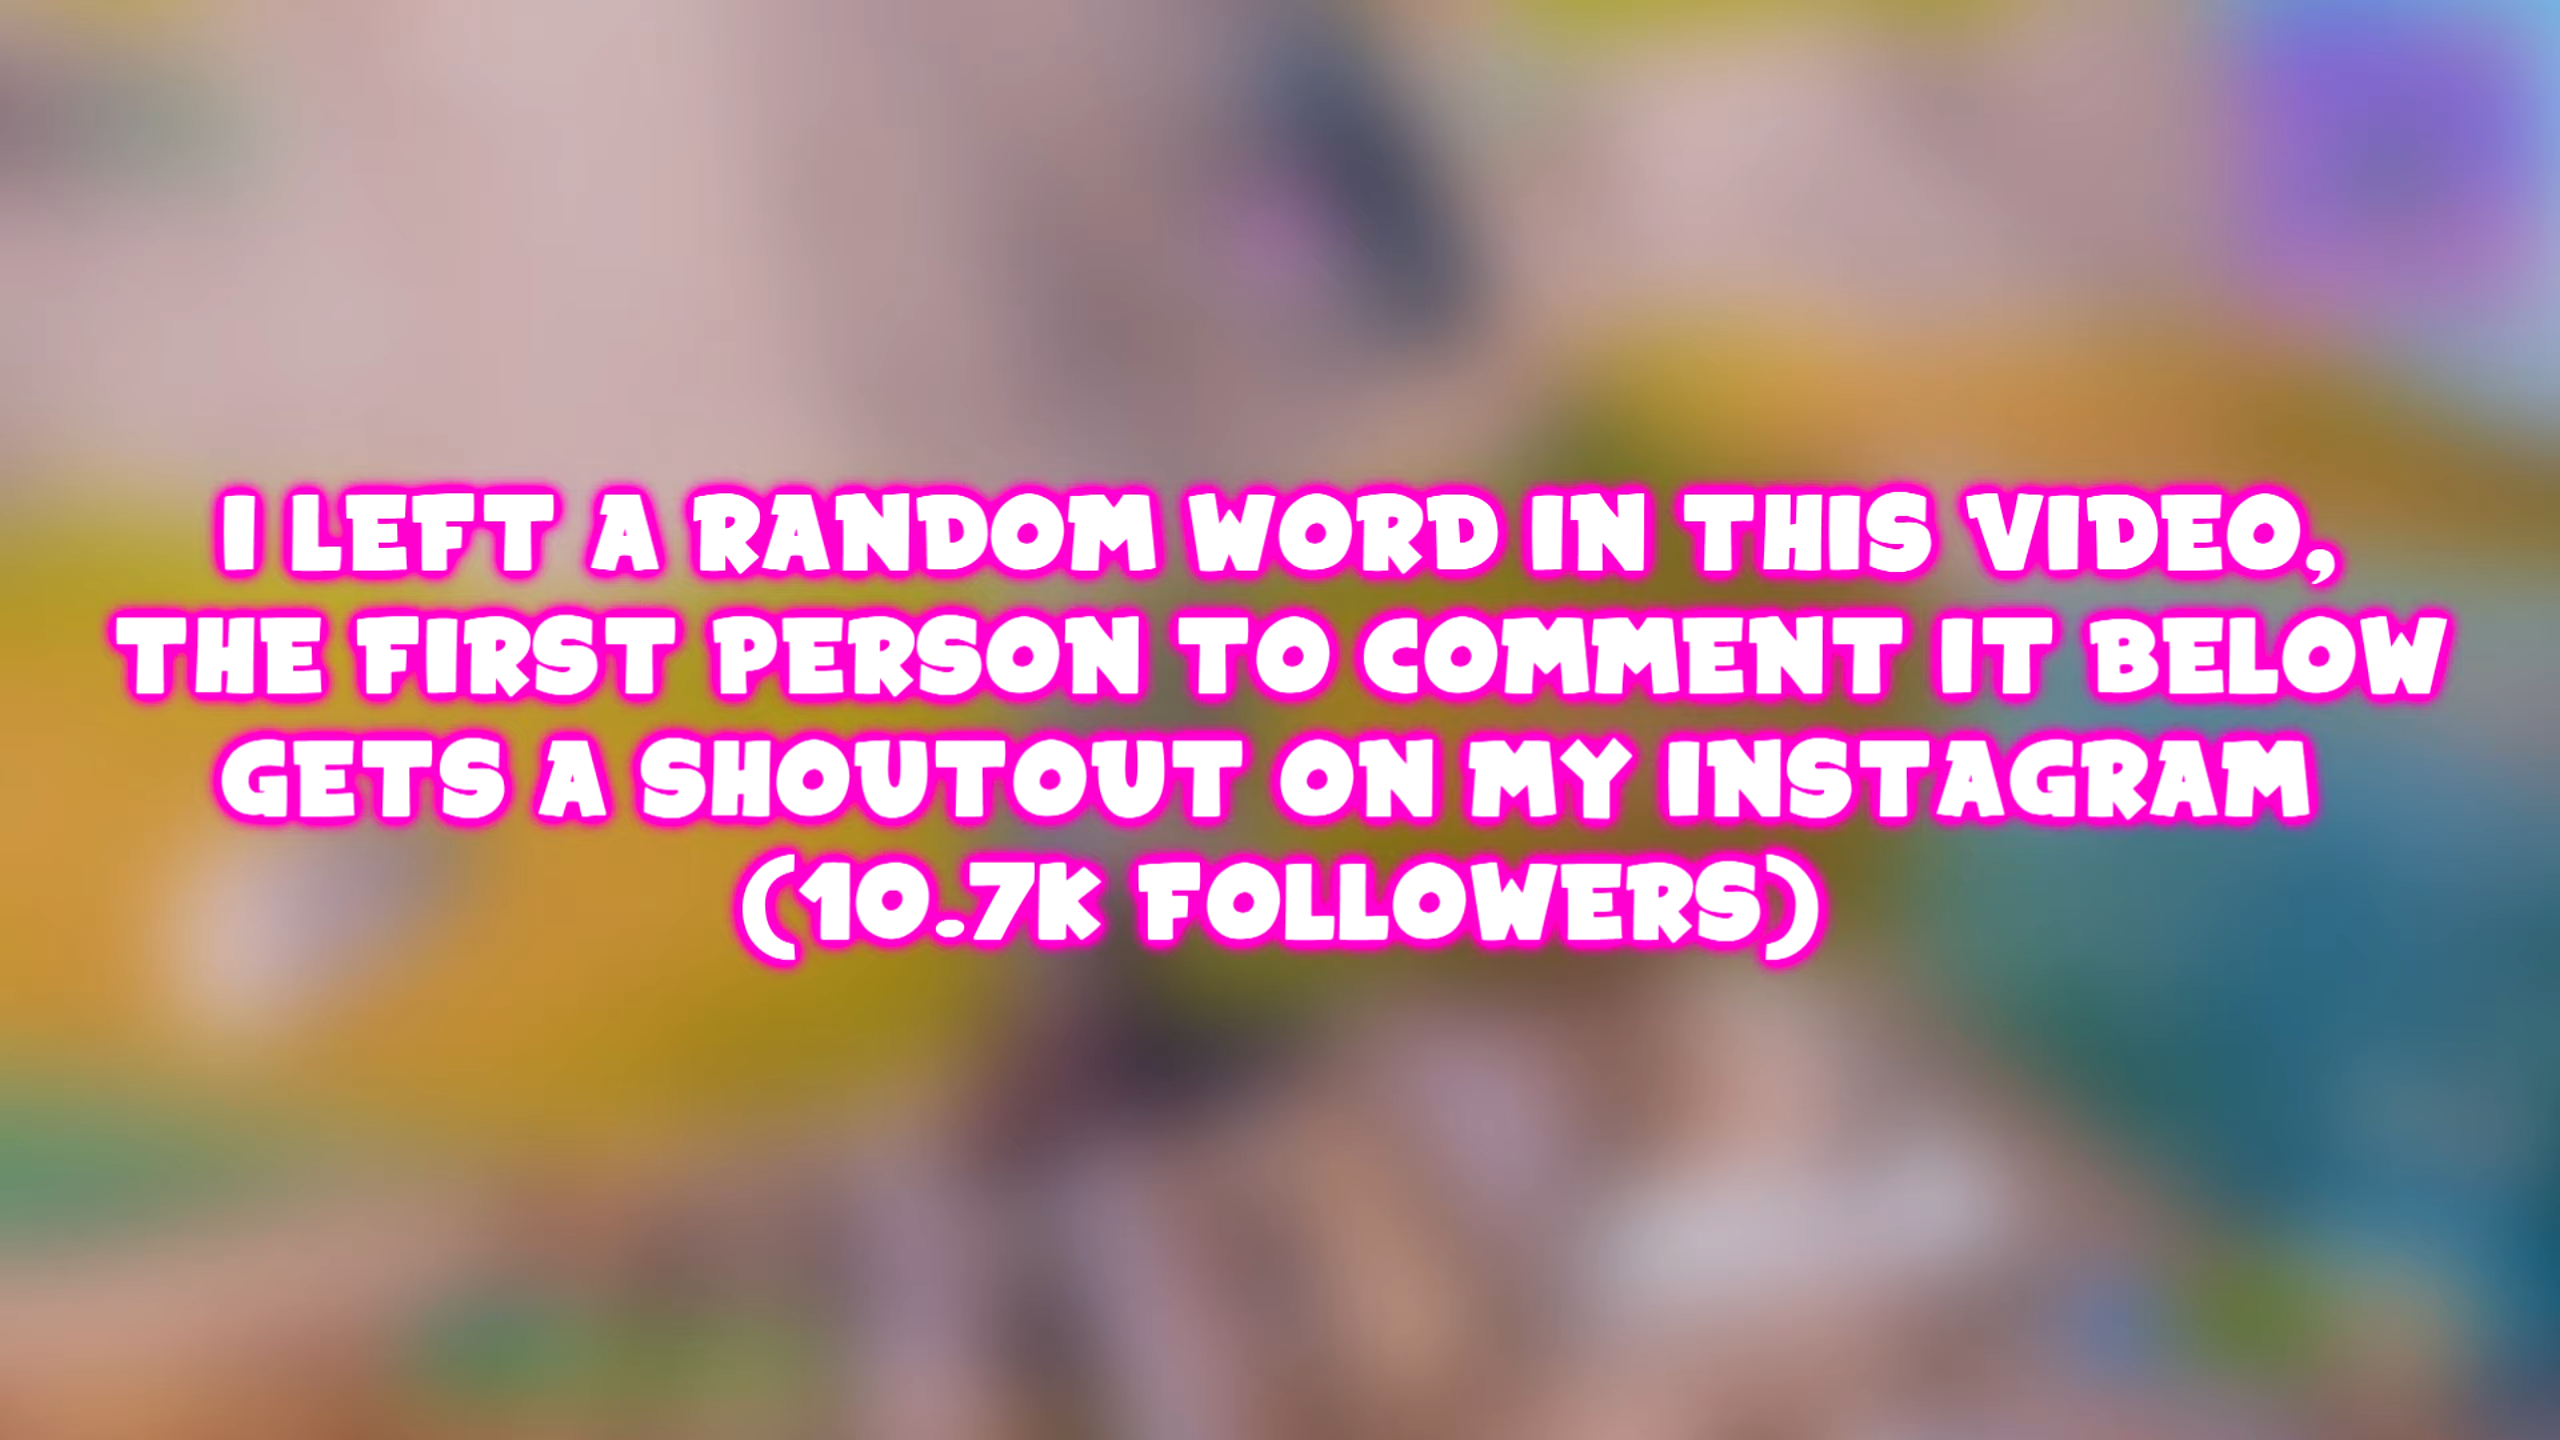 I LEFT A RANDOM WORD IN THIS VIDEO,
THE FIRST PERSON TO COMMENT IT BELOW
GETS A SHOUTOUT ON MY INSTAGRAM
(10.7K FOLLOWERS)